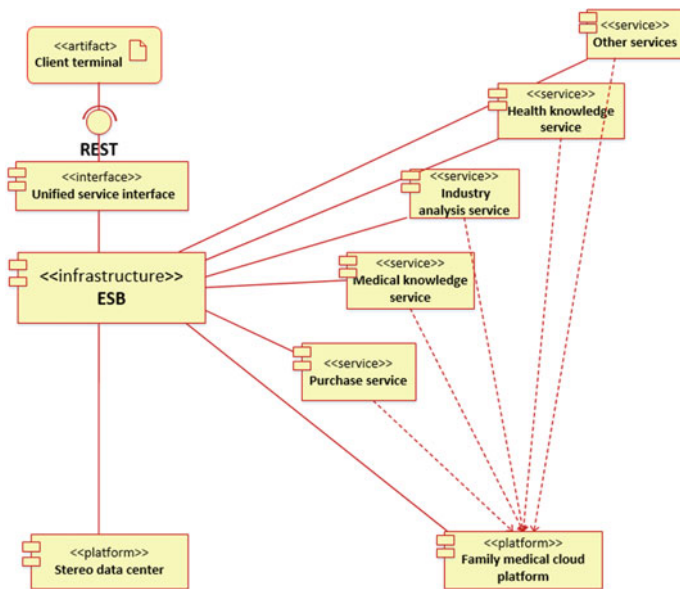 <<artifact>>
Client terminal
REST
<<interface>>
Unified service interface
<<infrastructure>>
ESB
<<service>>
Other services
<<service>>
Health knowledge
service
<<service>>
Industry
analysis service
<<service>>
Medical knowledge
service
<<service>>
Purchase service
<<platform>>
Stereo data center
<<platform>>
Family medical cloud
platform